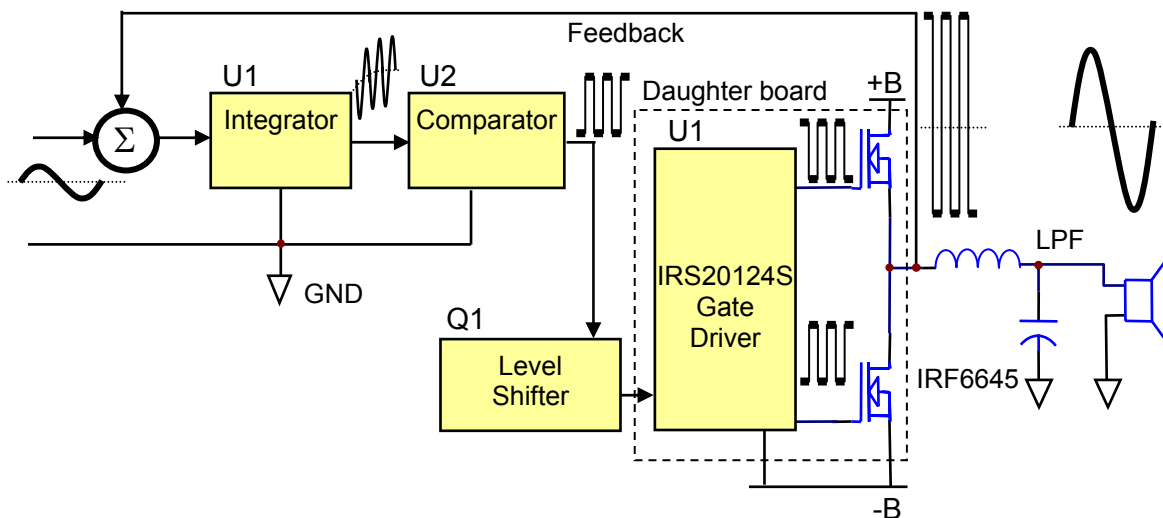 Feedback
U1
U2
+B
Daughter board
Integrator
Comparator
U1
Σ
LPF
IRS20124S
Gate
Driver
GND
Q1
Level
Shifter
IRF6645
-B